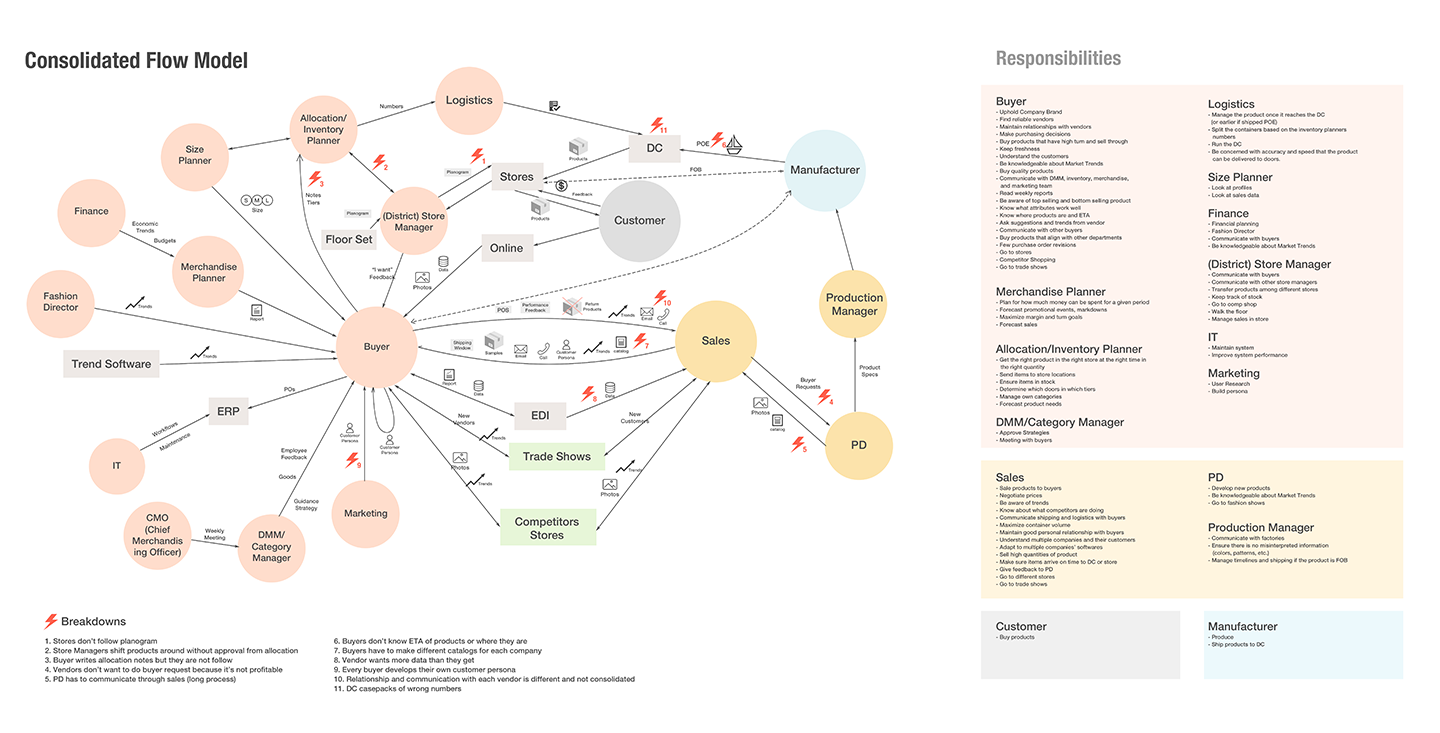 Consolidated Flow Model
Logistics
Numbers
Allocation/
Inventory
Planner
Size
Planner
11
DC
POE
6
Products
Manufacturer
1
Planogram
2
Stores
FOB
3
Notes
Tiers
S M L
Size
$
Feedback
Products
Customer
Finance
Planogram
(District) Store
Manager
Floor Set
Online
Economic
Trends
Budgets
Merchandise
Planner
"I want"
Feedback
Data
Photos
Fashion
Director
Trends
Report
Production
Manager
POS
Performance
Feedback
Return
Products
Trends
Email
Call
10
Buyer
Sales
Shipping
Window
Samples
Email
Call
Customer
Persona
Trends
catalog
7
Trend Software
Trends
Product
Specs
Report
Data
Buyer
Requests
POs
8
Data
4
ERP
EDI
Photos
catalog
New
Vendors
New
Customers
Workflows
Maintenance
Customer
Persona
Customer
Persona
Trends
5
PD
Employee
Feedback
Trade Shows
IT
9
Photos
Trends
Goods
Trends
Photos
Guidance
Strategy
Marketing
CMO
(Chief
Merchandis
ing Officer)
Weekly
Meeting
DMM/
Category
Manager
Competitors
Stores
Breakdowns
1. Stores don't follow planogram
2. Store Managers shift products around without approval from allocation
3. Buyer writes allocation notes but they are not follow
4. Vendors don't want to do buyer request because it's not profitable
5. PD has to communicate through sales (long process)
6. Buyers don't know ETA of products or where they are
7. Buyers have to make different catalogs for each company
8. Vendor wants more data than they get
9. Every buyer develops their own customer persona
10. Relationship and communication with each vendor is different and not consolidated
11. DC casepacks of wrong numbers
Responsibilities
Buyer
- Uphold Company Brand
- Find reliable vendors
- Maintain relationships with vendors
- Make purchasing decisions
- Buy products that have high turn and sell through
- Keep freshness
- Understand the customers
- Be knowledgeable about Market Trends
- Buy quality products
- Communicate with DMM, inventory, merchandise,
and marketing team
- Read weekly reports
- Be aware of top selling and bottom selling product
- Know what attributes work well
- Know where products are and ETA
- Ask suggestions and trends from vendor
- Communicate with other buyers
- Buy products that align with other departments
- Few purchase order revisions
- Go to stores
- Competitor Shopping
- Go to trade shows
Merchandise Planner
- Plan for how much money can be spent for a given period
- Forecast promotional events, markdowns
- Maximize margin and turn goals
- Forecast sales
Allocation/Inventory Planner
- Get the right product in the right store at the right time in
the right quantity
- Send items to store locations
- Ensure items in stock
- Determine which doors in which tiers
- Manage own categories
- Forecast product needs
DMM/Category Manager
- Approve Strategies
- Meeting with buyers
Logistics
- Manage the product once it reaches the DC
(or earlier if shipped POE)
- Split the containers based on the inventory planners
numbers
- Run the DC
- Be concerned with accuracy and speed that the product
can be delivered to doors.
Size Planner
- Look at profiles
- Look at sales data
Finance
- Financial planning
- Fashion Director
- Communicate with buyers
- Be knowledgeable about Market Trends
(District) Store Manager
- Communicate with buyers
- Communicate with other store managers
- Transfer products among different stores
- Keep track of stock
- Go to comp shop
- Walk the floor
- Manage sales in store
IT
- Maintain system
- Improve system performance
Marketing
- User Research
- Build persona
Sales
- Sale products to buyers
- Negotiate prices
- Be aware of trends
- Know about what competitors are doing
- Communicate shipping and logistics with buyers
- Maximize container volume
- Maintain good personal relationship with buyers
- Understand multiple companies and their customers
- Adapt to multiple companies' softwares
- Sell high quantities of product
- Make sure items arrive on time to DC or store
- Give feedback to PD
- Go to different stores
- Go to trade shows
PD
- Develop new products
- Be knowledgeable about Market Trends
- Go to fashion shows
Production Manager
- Communicate with factories
- Ensure there is no misinterpreted information
(colors, patterns, etc.)
- Manage timelines and shipping if the product is FOB
Customer
- Buy products
Manufacturer
- Produce
- Ship products to DC